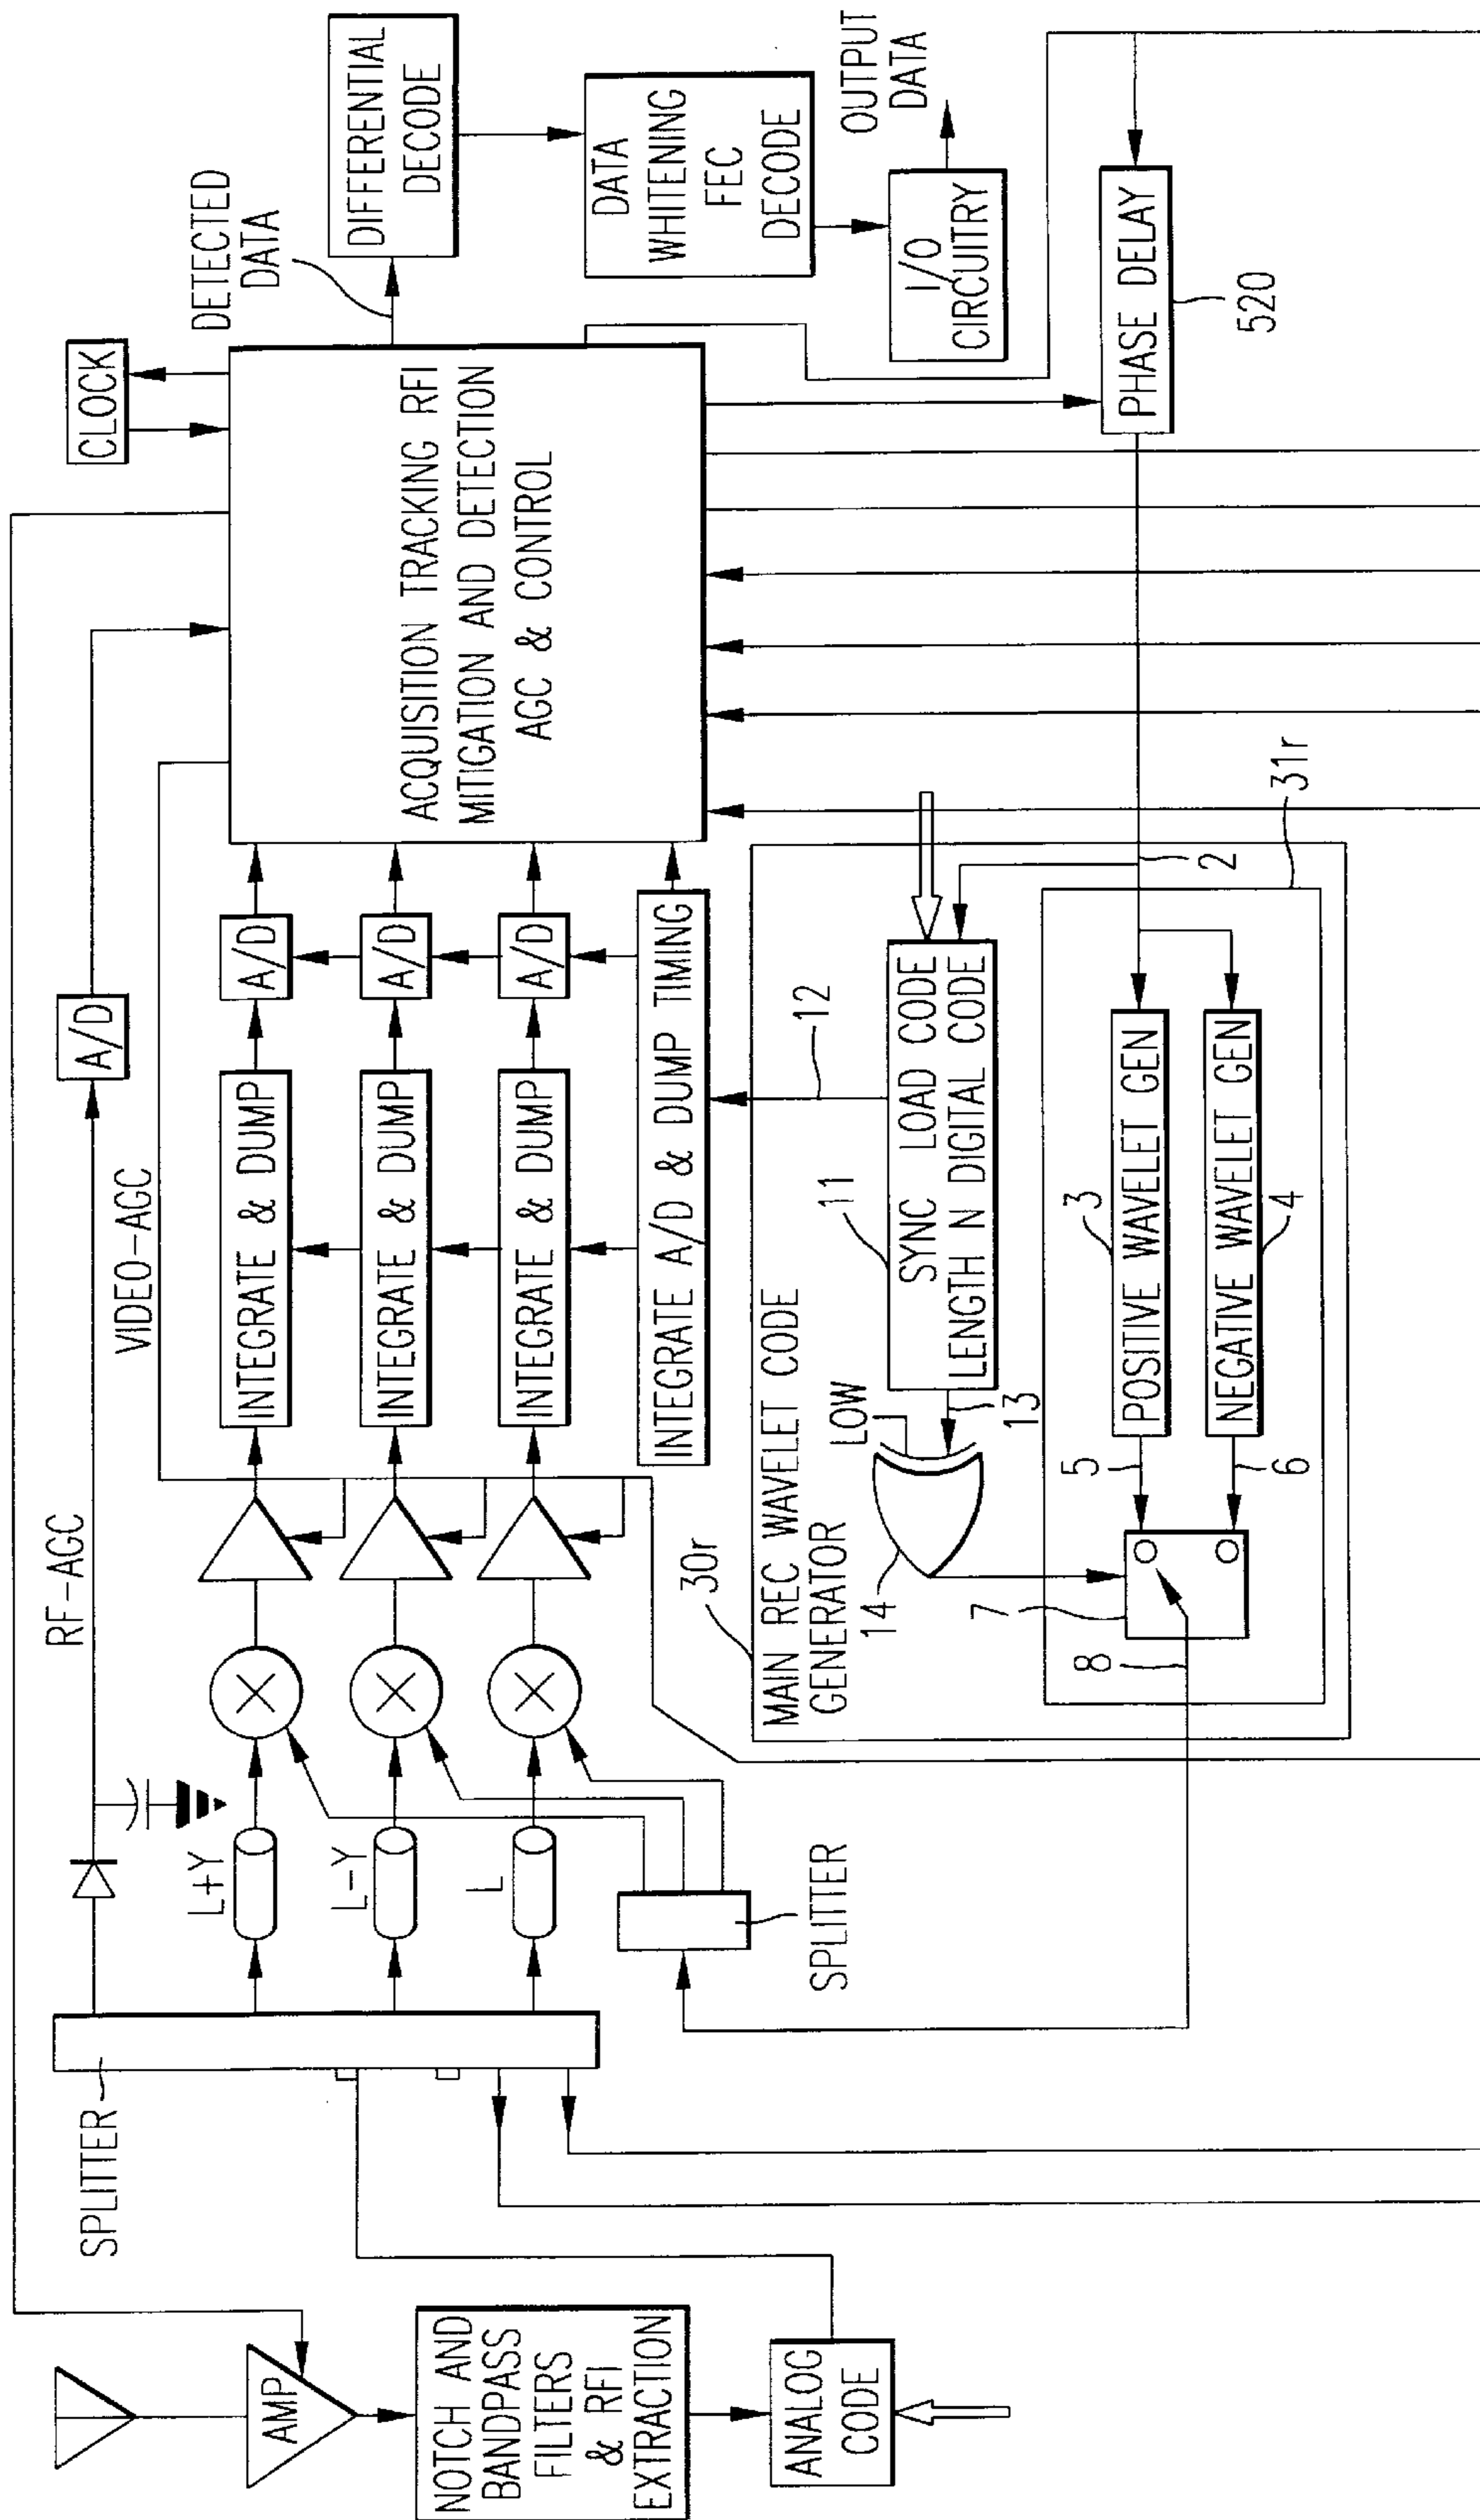 RF-AGC
A/D
CLOCK
DETECTED
DATA
DIFFERENTIAL
DECODE
DATA
WHITENING
FEC
DECODE
OUTPUT
DATA
I/O
CIRCUITRY
PHASE DELAY
520
SPLITTER
L+Y
L-Y
L
VIDEO-AGC
INTEGRATE & DUMP
A/D
INTEGRATE & DUMP
A/D
INTEGRATE & DUMP
A/D
INTEGRATE A/D & DUMP TIMING
ACQUISITION TRACKING RFI
MITIGATION AND DETECTION
AGC & CONTROL
AMP
NOTCH AND
BANDPASS
FILTERS
& RFI
EXTRACTION
ANALOG
CODE
SPLITTER
30r
MAIN REC WAVELET CODE
GENERATOR
14
LOW
13
11
12
SYNC LOAD CODE
LENGTH N DIGITAL CODE
2
31r
7
8
5
3
POSITIVE WAVELET GEN
6
4
NEGATIVE WAVELET GEN